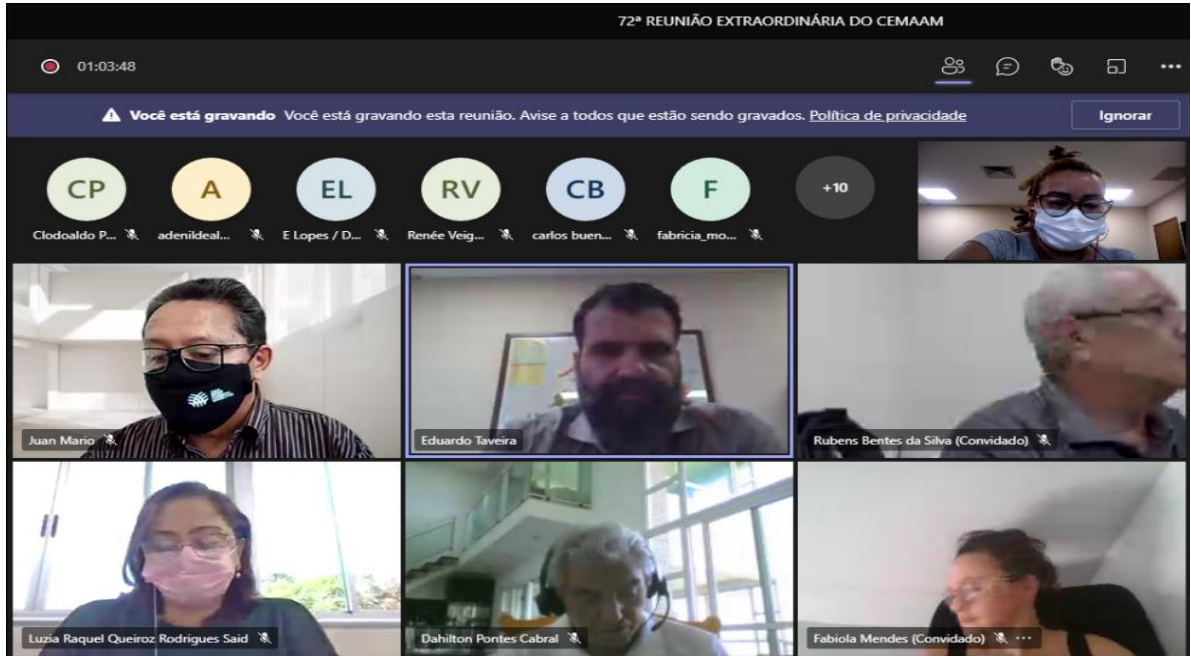 72ª REUNIÃO EXTRAORDINÁRIA DO CEMAAM
01:03:48
Você está gravando Você está gravando esta reunião. Avise a todos que estão sendo gravados. Política de privacidade
Ignorar
CP A EL RV CB F +10
Clodoaldo P... adenildeal... E Lopes / D... Renée Veig... carlos buen... fabricia_mo...
Juan Mario Eduardo Taveira Rubens Bentes da Silva (Convidado)
Luzia Raquel Queiroz Rodrigues Said Dahilton Pontes Cabral Fabiola Mendes (Convidado)